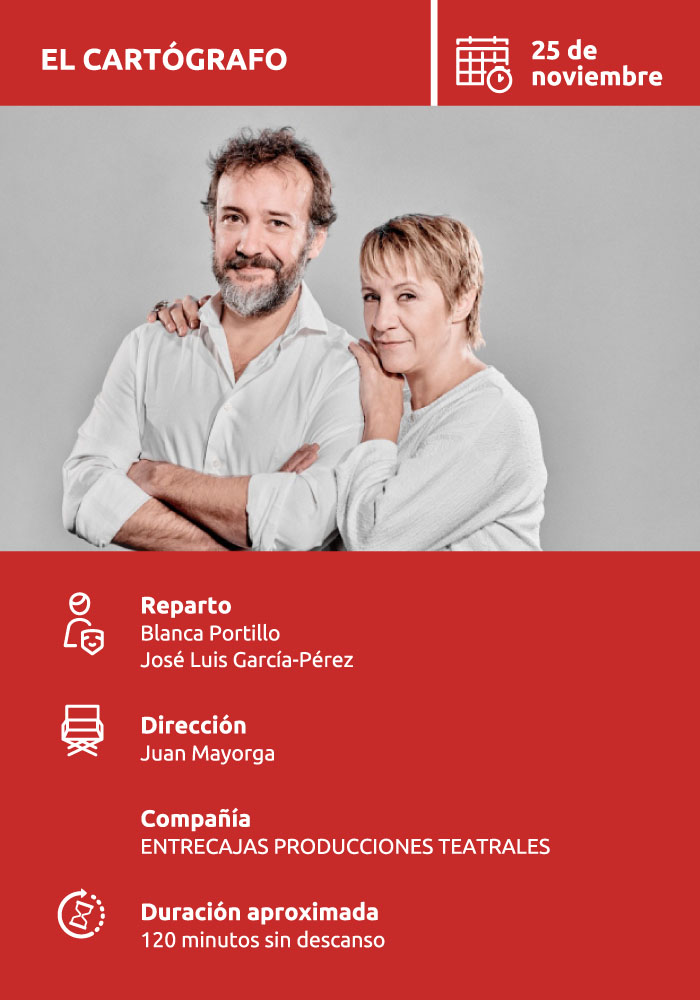 EL CARTÓGRAFO
25 de
noviembre
Reparto
Blanca Portillo
José Luis García-Pérez
Dirección
Juan Mayorga
Compañía
ENTRECAJAS PRODUCCIONES TEATRALES
Duración aproximada
120 minutos sin descanso